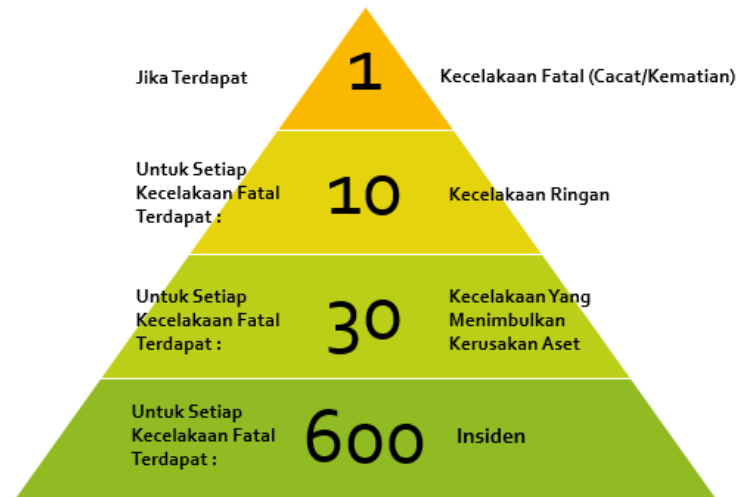 Jika Terdapat
1
Kecelakaan Fatal (Cacat/Kematian)
Untuk Setiap
Kecelakaan Fatal
Terdapat :
10
Kecelakaan Ringan
Untuk Setiap
Kecelakaan Fatal
Terdapat :
30
Kecelakaan Yang
Menimbulkan
Kerusakan Aset
Untuk Setiap
Kecelakaan Fatal
Terdapat :
600
Insiden